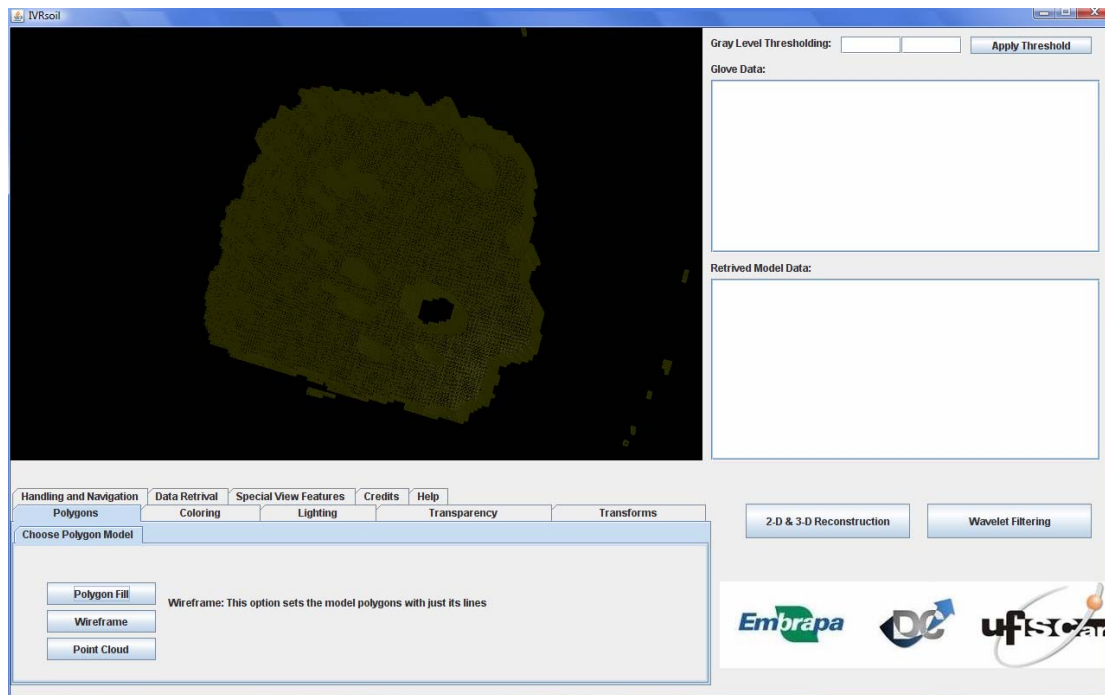 IVRsoil
Gray Level Thresholding:
Apply Threshold
Glove Data:
Retrived Model Data:
Handling and Navigation
Data Retrival
Special View Features
Credits
Help
Polygons
Coloring
Lighting
Transparency
Transforms
Choose Polygon Model
Polygon Fill
Wireframe
Point Cloud
Wireframe: This option sets the model polygons with just its lines
2-D & 3-D Reconstruction
Wavelet Filtering
Embrapa
DC
ufscar